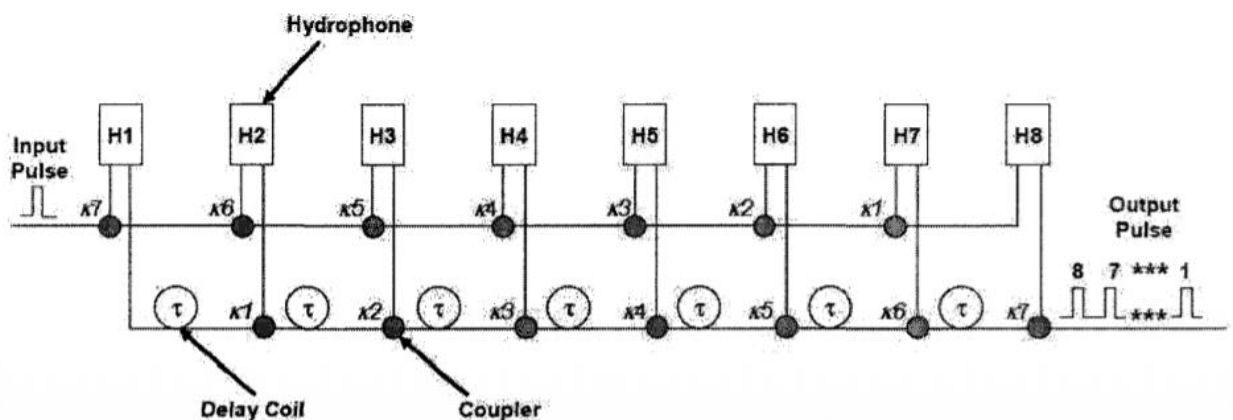 Hydrophone
H1 H2 H3 H4 H5 H6 H7 H8
Input
Pulse
κ7 κ6 κ5 κ4 κ3 κ2 κ1
Output
Pulse
8 7 *** 1
τ τ τ τ τ τ τ
κ1 κ2 κ3 κ4 κ5 κ6 κ7
***
Delay Coil Coupler